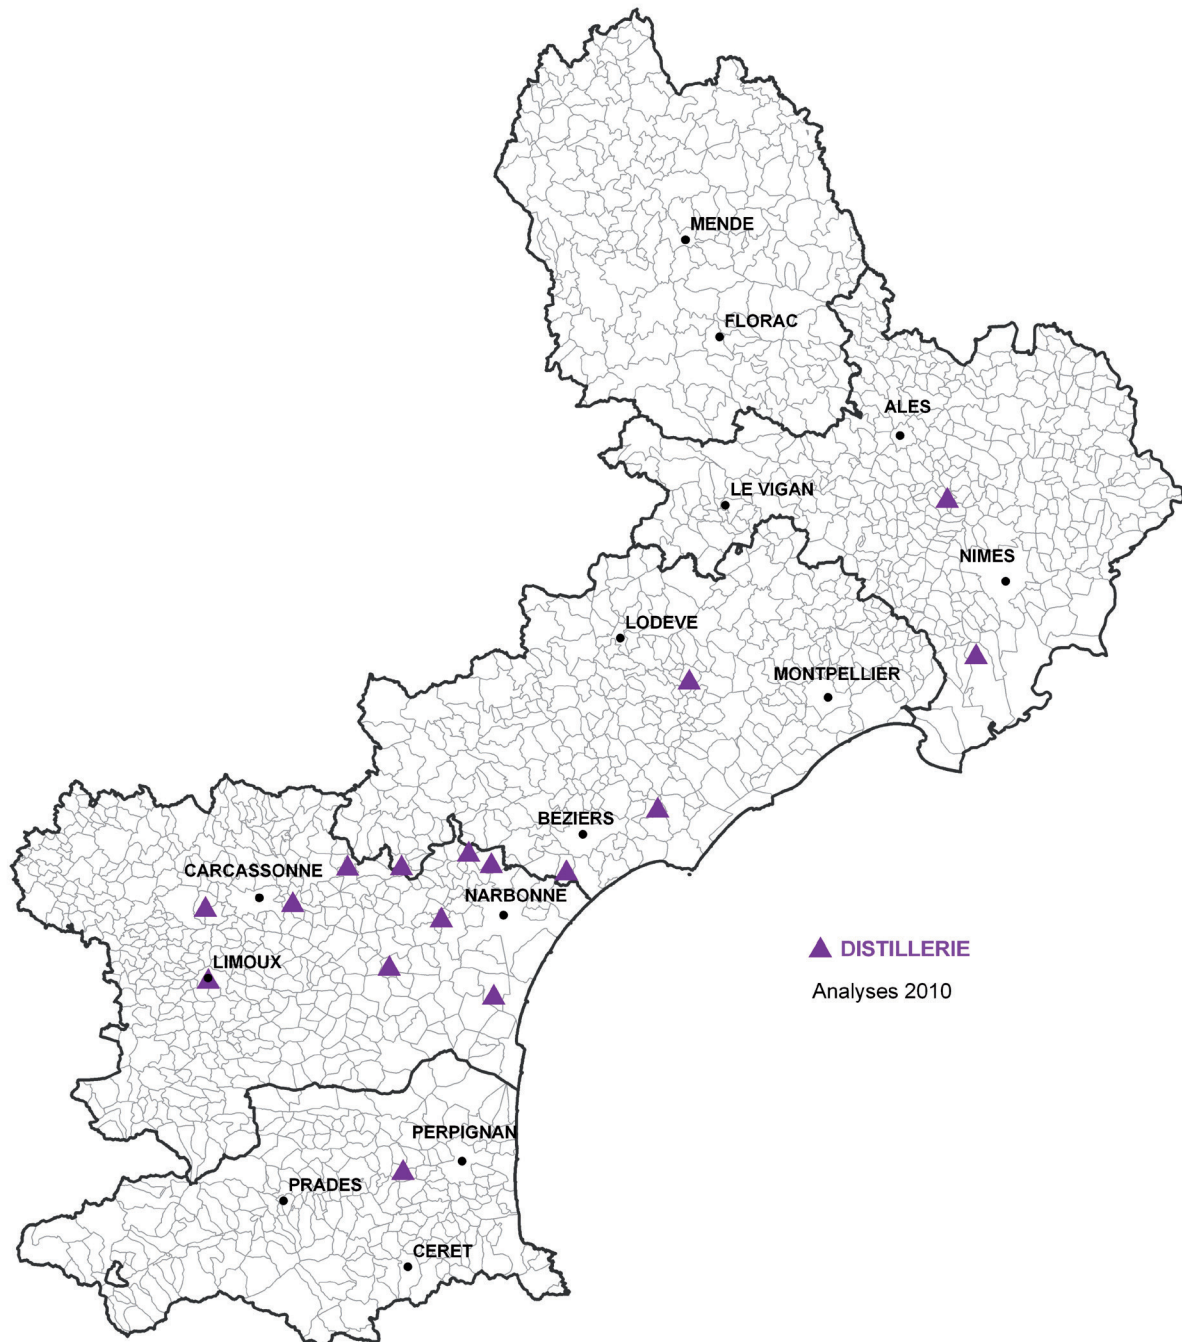 MENDE
FLORAC
ALES
LE VIGAN
NIMES
LODEVE
MONTPELLIER
BEZIERS
CARCASSONNE
NARBONNE
LIMOUX
DISTILLERIE
Analyses 2010
PERPIGNAN
PRADES
CERET